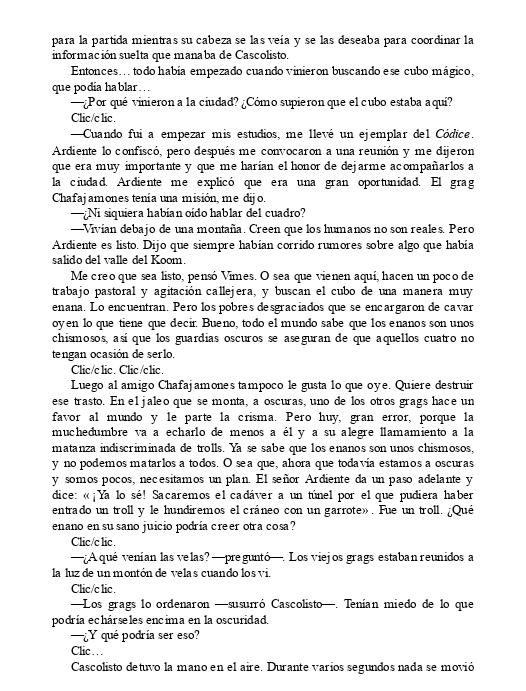 para la partida mientras su cabeza se las veía y se las deseaba para coordinar la
información suelta que manaba de Cascolisto.
Entonces… todo había empezado cuando vinieron buscando ese cubo mágico,
que podía hablar…
—¿Por qué vinieron a la ciudad? ¿Cómo supieron que el cubo estaba aquí?
Clic/clic.
—Cuando fui a empezar mis estudios, me llevé un ejemplar del Códice.
Ardiente lo confiscó, pero después me convocaron a una reunión y me dijeron
que era muy importante y que me harían el honor de dejarme acompañarlos a
la ciudad. Ardiente me explicó que era una gran oportunidad. El grag
Chafajamones tenía una misión, me dijo.
—¿Ni siquiera habían oído hablar del cuadro?
—Vivían debajo de una montaña. Creen que los humanos no son reales. Pero
Ardiente es listo. Dijo que siempre habían corrido rumores sobre algo que había
salido del valle del Koom.
Me creo que sea listo, pensó Vimes. O sea que vienen aquí, hacen un poco de
trabajo pastoral y agitación callejera, y buscan el cubo de una manera muy
enana. Lo encuentran. Pero los pobres desgraciados que se encargaron de cavar
oyen lo que tiene que decir. Bueno, todo el mundo sabe que los enanos son unos
chismosos, así que los guardias oscuros se aseguran de que aquellos cuatro no
tengan ocasión de serlo.
Clic/clic. Clic/clic.
Luego al amigo Chafajamones tampoco le gusta lo que oye. Quiere destruir
ese trasto. En el jaleo que se monta, a oscuras, uno de los otros grags hace un
favor al mundo y le parte la crisma. Pero huy, gran error, porque la
muchedumbre va a echarlo de menos a él y a su alegre llamamiento a la
matanza indiscriminada de trolls. Ya se sabe que los enanos son unos chismosos,
y no podemos matarlos a todos. O sea que, ahora que todavía estamos a oscuras
y somos pocos, necesitamos un plan. El señor Ardiente da un paso adelante y
dice: «¡Ya lo sé! Sacaremos el cadáver a un túnel por el que pudiera haber
entrado un troll y le hundiremos el cráneo con un garrote». Fue un troll. ¿Qué
enano en su sano juicio podría creer otra cosa?
Clic/clic.
—¿A qué venían las velas? —preguntó—. Los viejos grags estaban reunidos a
la luz de un montón de velas cuando los vi.
Clic/clic.
—Los grags lo ordenaron —susurró Cascolisto—. Tenían miedo de lo que
podría echárseles encima en la oscuridad.
—¿Y qué podría ser eso?
Clic…
Cascolisto detuvo la mano en el aire. Durante varios segundos nada se movió